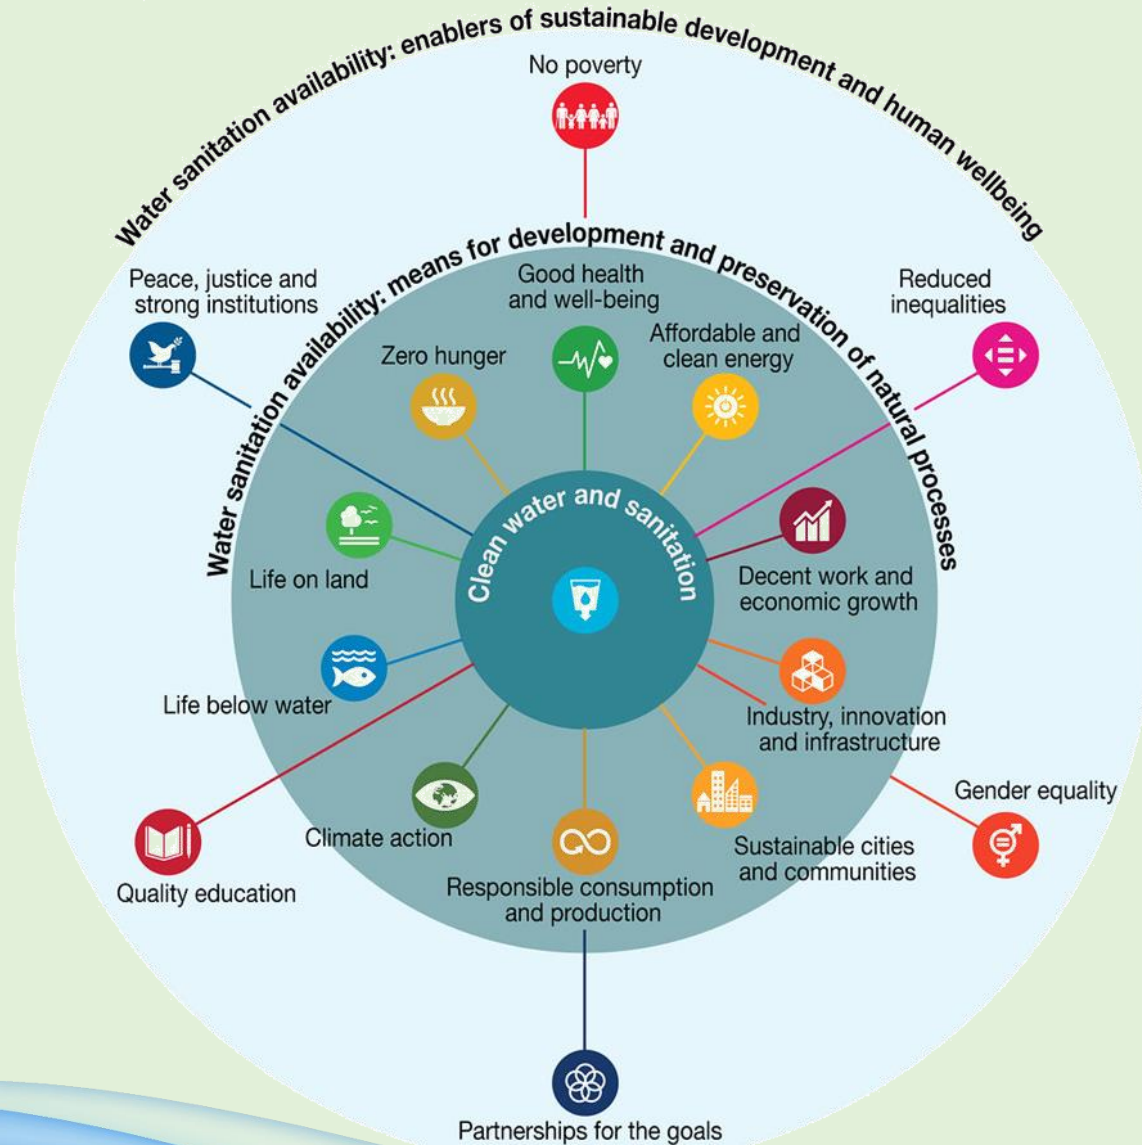 Water sanitation availability: enablers of sustainable development and human wellbeing
No poverty
Water sanitation availability: means for development and preservation of natural processes
Peace, justice and
strong institutions
Good health
and well-being
Reduced
inequalities
Zero hunger
Affordable and
clean energy
Clean water and sanitation
Life on land
Decent work and
economic growth
Life below water
Industry, innovation
and infrastructure
Gender equality
Climate action
Sustainable cities
and communities
Quality education
Responsible consumption
and production
Partnerships for the goals